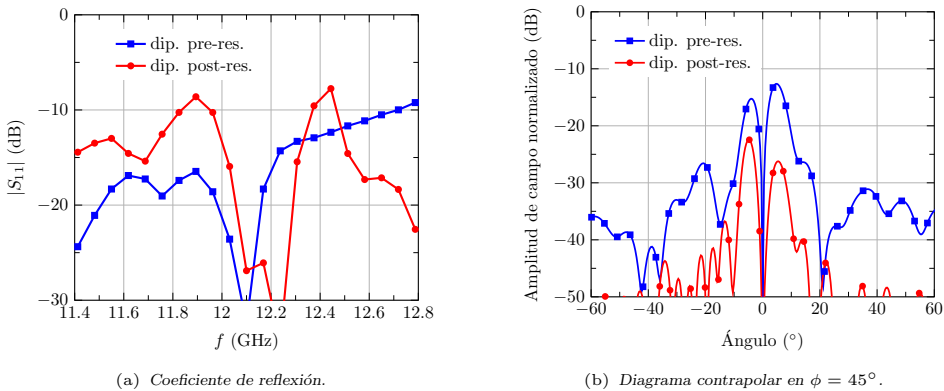 0
−10
−20
−30
11.4
11.6
11.8
12
12.2
12.4
12.6
12.8
f (GHz)
|S11| (dB)
dip. pre-res.
dip. post-res.
(a) Coeficiente de reflexión.
0
−10
−20
−30
−40
−50
−60
−40
−20
0
20
40
60
Ángulo (°)
Amplitud de campo normalizado (dB)
dip. pre-res.
dip. post-res.
(b) Diagrama contrapolar en ϕ = 45°.